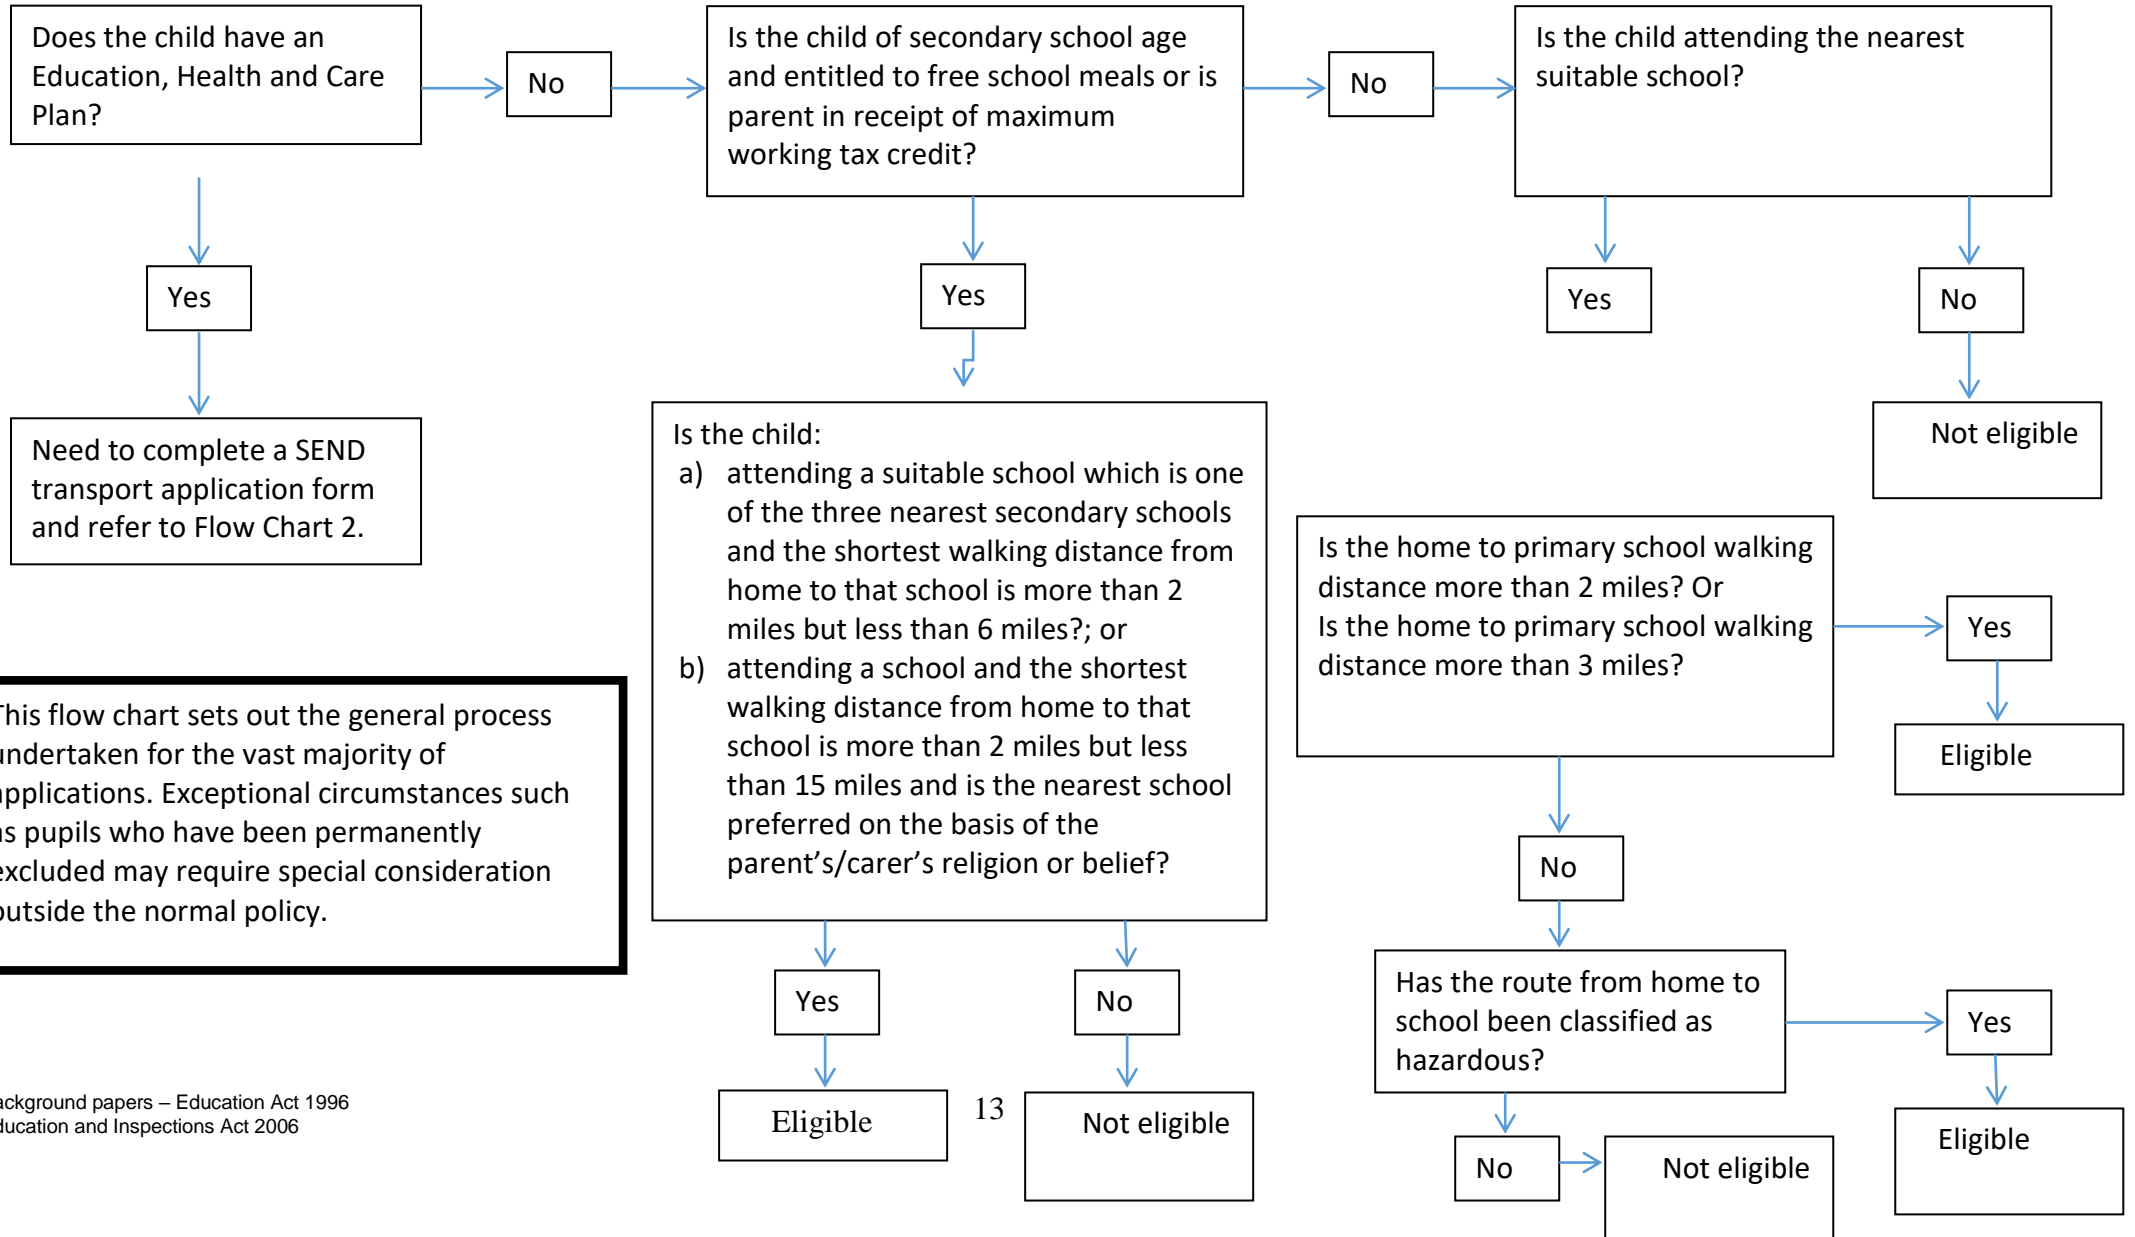 Does the child have an
Education, Health and Care
Plan?
No
Is the child of secondary school age
and entitled to free school meals or is
parent in receipt of maximum
working tax credit?
No
Is the child attending the nearest
suitable school?
Yes
Yes
Yes
No
Need to complete a SEND
transport application form
and refer to Flow Chart 2.
Is the child:
a) attending a suitable school which is one
of the three nearest secondary schools
and the shortest walking distance from
home to that school is more than 2
miles but less than 6 miles?; or
b) attending a school and the shortest
walking distance from home to that
school is more than 2 miles but less
than 15 miles and is the nearest school
preferred on the basis of the
parent’s/carer’s religion or belief?
Not eligible
Is the home to primary school walking
distance more than 2 miles? Or
Is the home to primary school walking
distance more than 3 miles?
Yes
Eligible
No
This flow chart sets out the general process
undertaken for the vast majority of
applications. Exceptional circumstances such
as pupils who have been permanently
excluded may require special consideration
outside the normal policy.
Has the route from home to
school been classified as
hazardous?
Yes
Eligible
No
Not eligible
Yes
No
Eligible
Not eligible
ackground papers – Education Act 1996
ducation and Inspections Act 2006
13